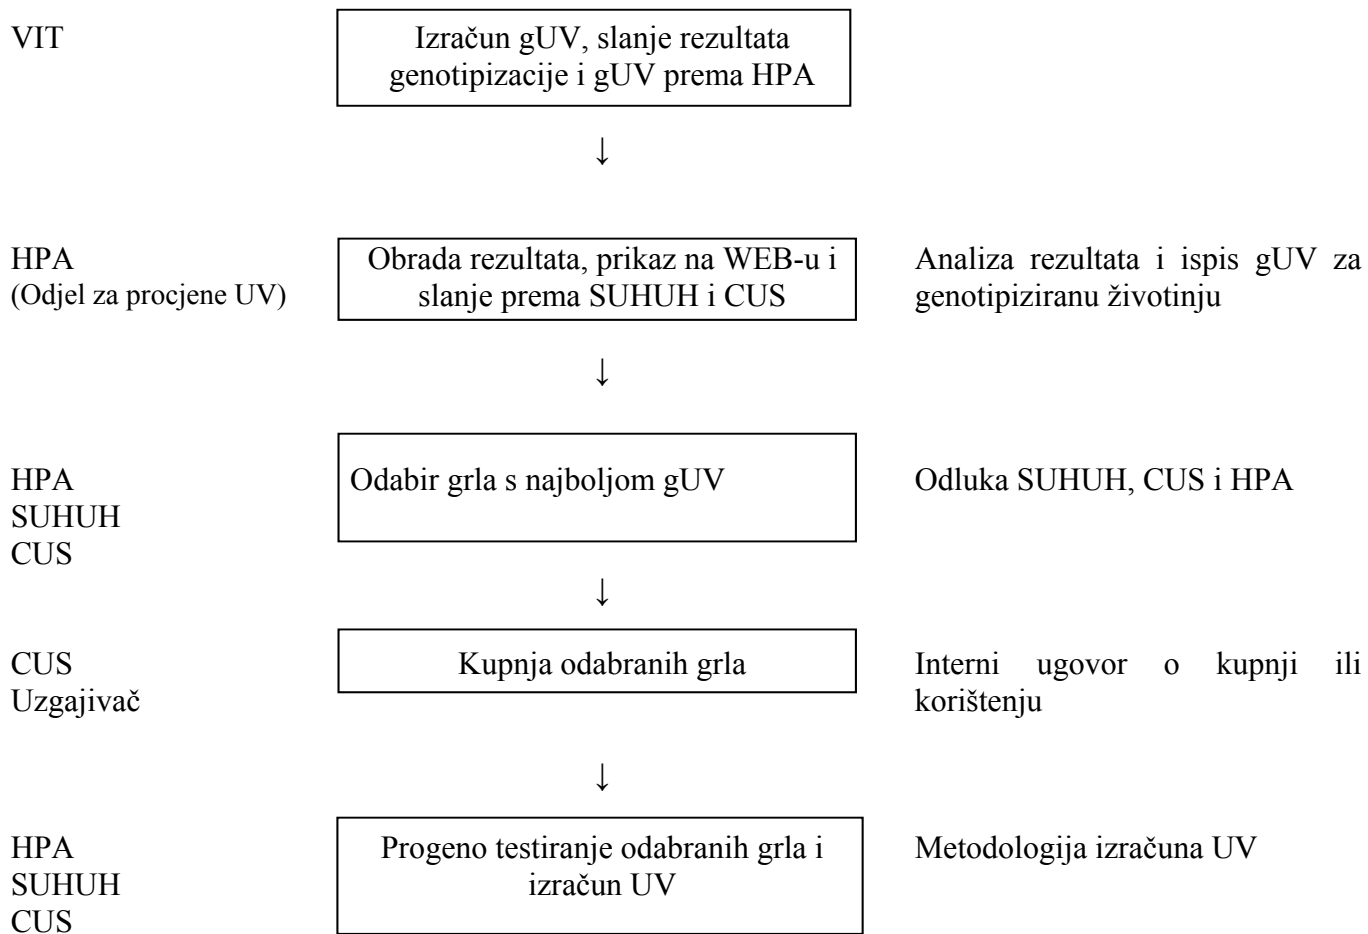 VIT
Izračun gUV, slanje rezultata
genotipizacije i gUV prema HPA
↓
HPA
(Odjel za procjene UV)
Obrada rezultata, prikaz na WEB-u i
slanje prema SUHUH i CUS
Analiza rezultata i ispis gUV za
genotipiziranu životinju
↓
HPA
SUHUH
CUS
Odabir grla s najboljom gUV
Odluka SUHUH, CUS i HPA
↓
CUS
Uzgajivač
Kupnja odabranih grla
Interni ugovor o kupnji ili
korištenju
↓
HPA
SUHUH
CUS
Progeno testiranje odabranih grla i
izračun UV
Metodologija izračuna UV